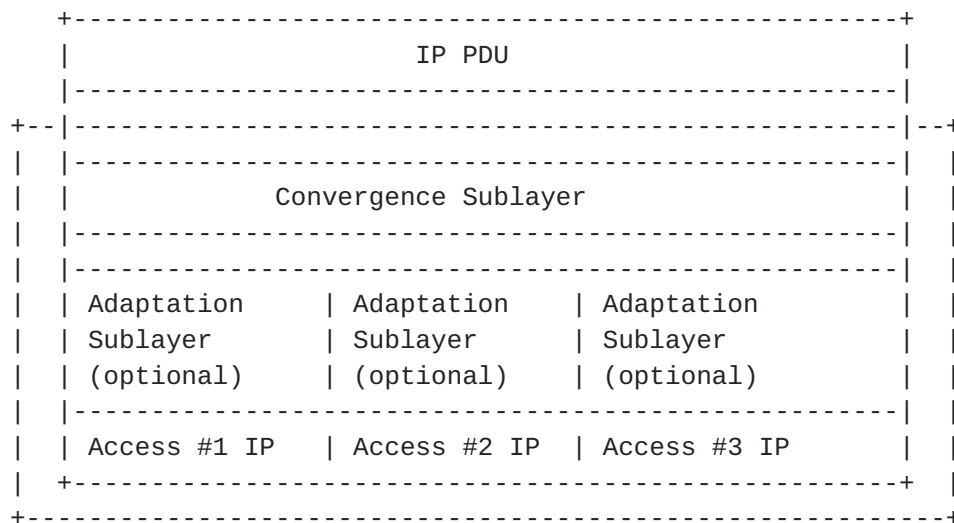 IP PDU
Convergence Sublayer
Adaptation | Adaptation | Adaptation
Sublayer | Sublayer | Sublayer
(optional) | (optional) | (optional)
Access #1 IP | Access #2 IP | Access #3 IP